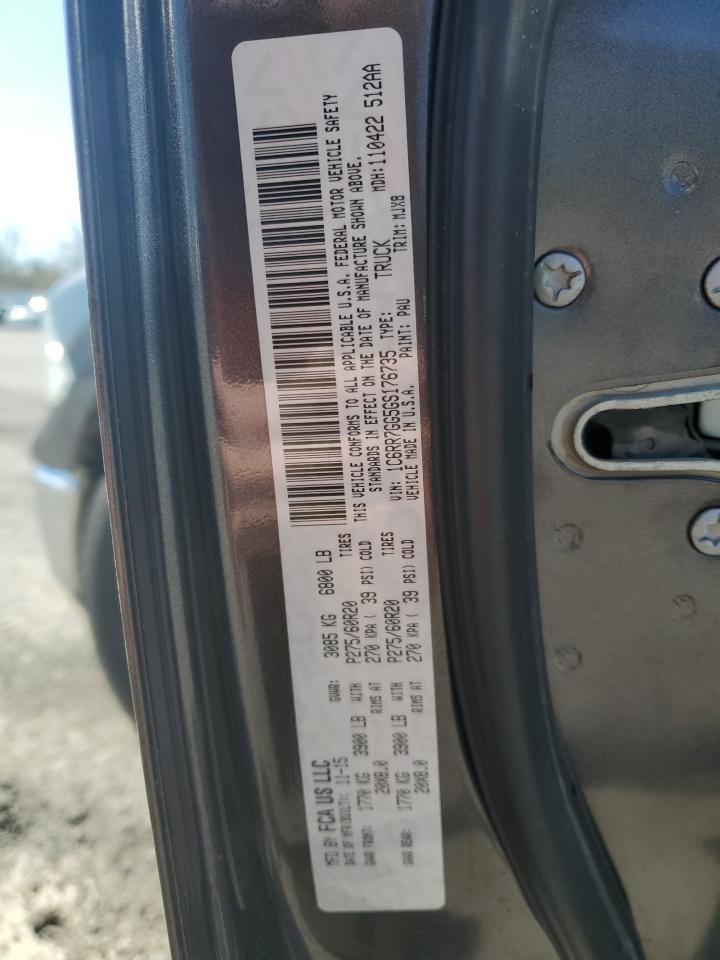 MFD BY FCA US LLC
DATE OF MFR(BUILT): 11-15 GVWR: 3085 KG 6800 LB
GAWR FRONT: 1770 KG 3900 LB WITH P275/60R20 TIRES
20X8.0 RIMS AT 270 KPA ( 39 PSI) COLD
GAWR REAR: 1770 KG 3900 LB WITH P275/60R20 TIRES
20X8.0 RIMS AT 270 KPA ( 39 PSI) COLD
THIS VEHICLE CONFORMS TO ALL APPLICABLE U.S.A. FEDERAL MOTOR VEHICLE SAFETY
STANDARDS IN EFFECT ON THE DATE OF MANUFACTURE SHOWN ABOVE.
VIN: 1C6RR7GG5GS176735 TYPE: TRUCK MDH:110422 512AA
VEHICLE MADE IN U.S.A. PAINT: PAU TRIM: MJX8